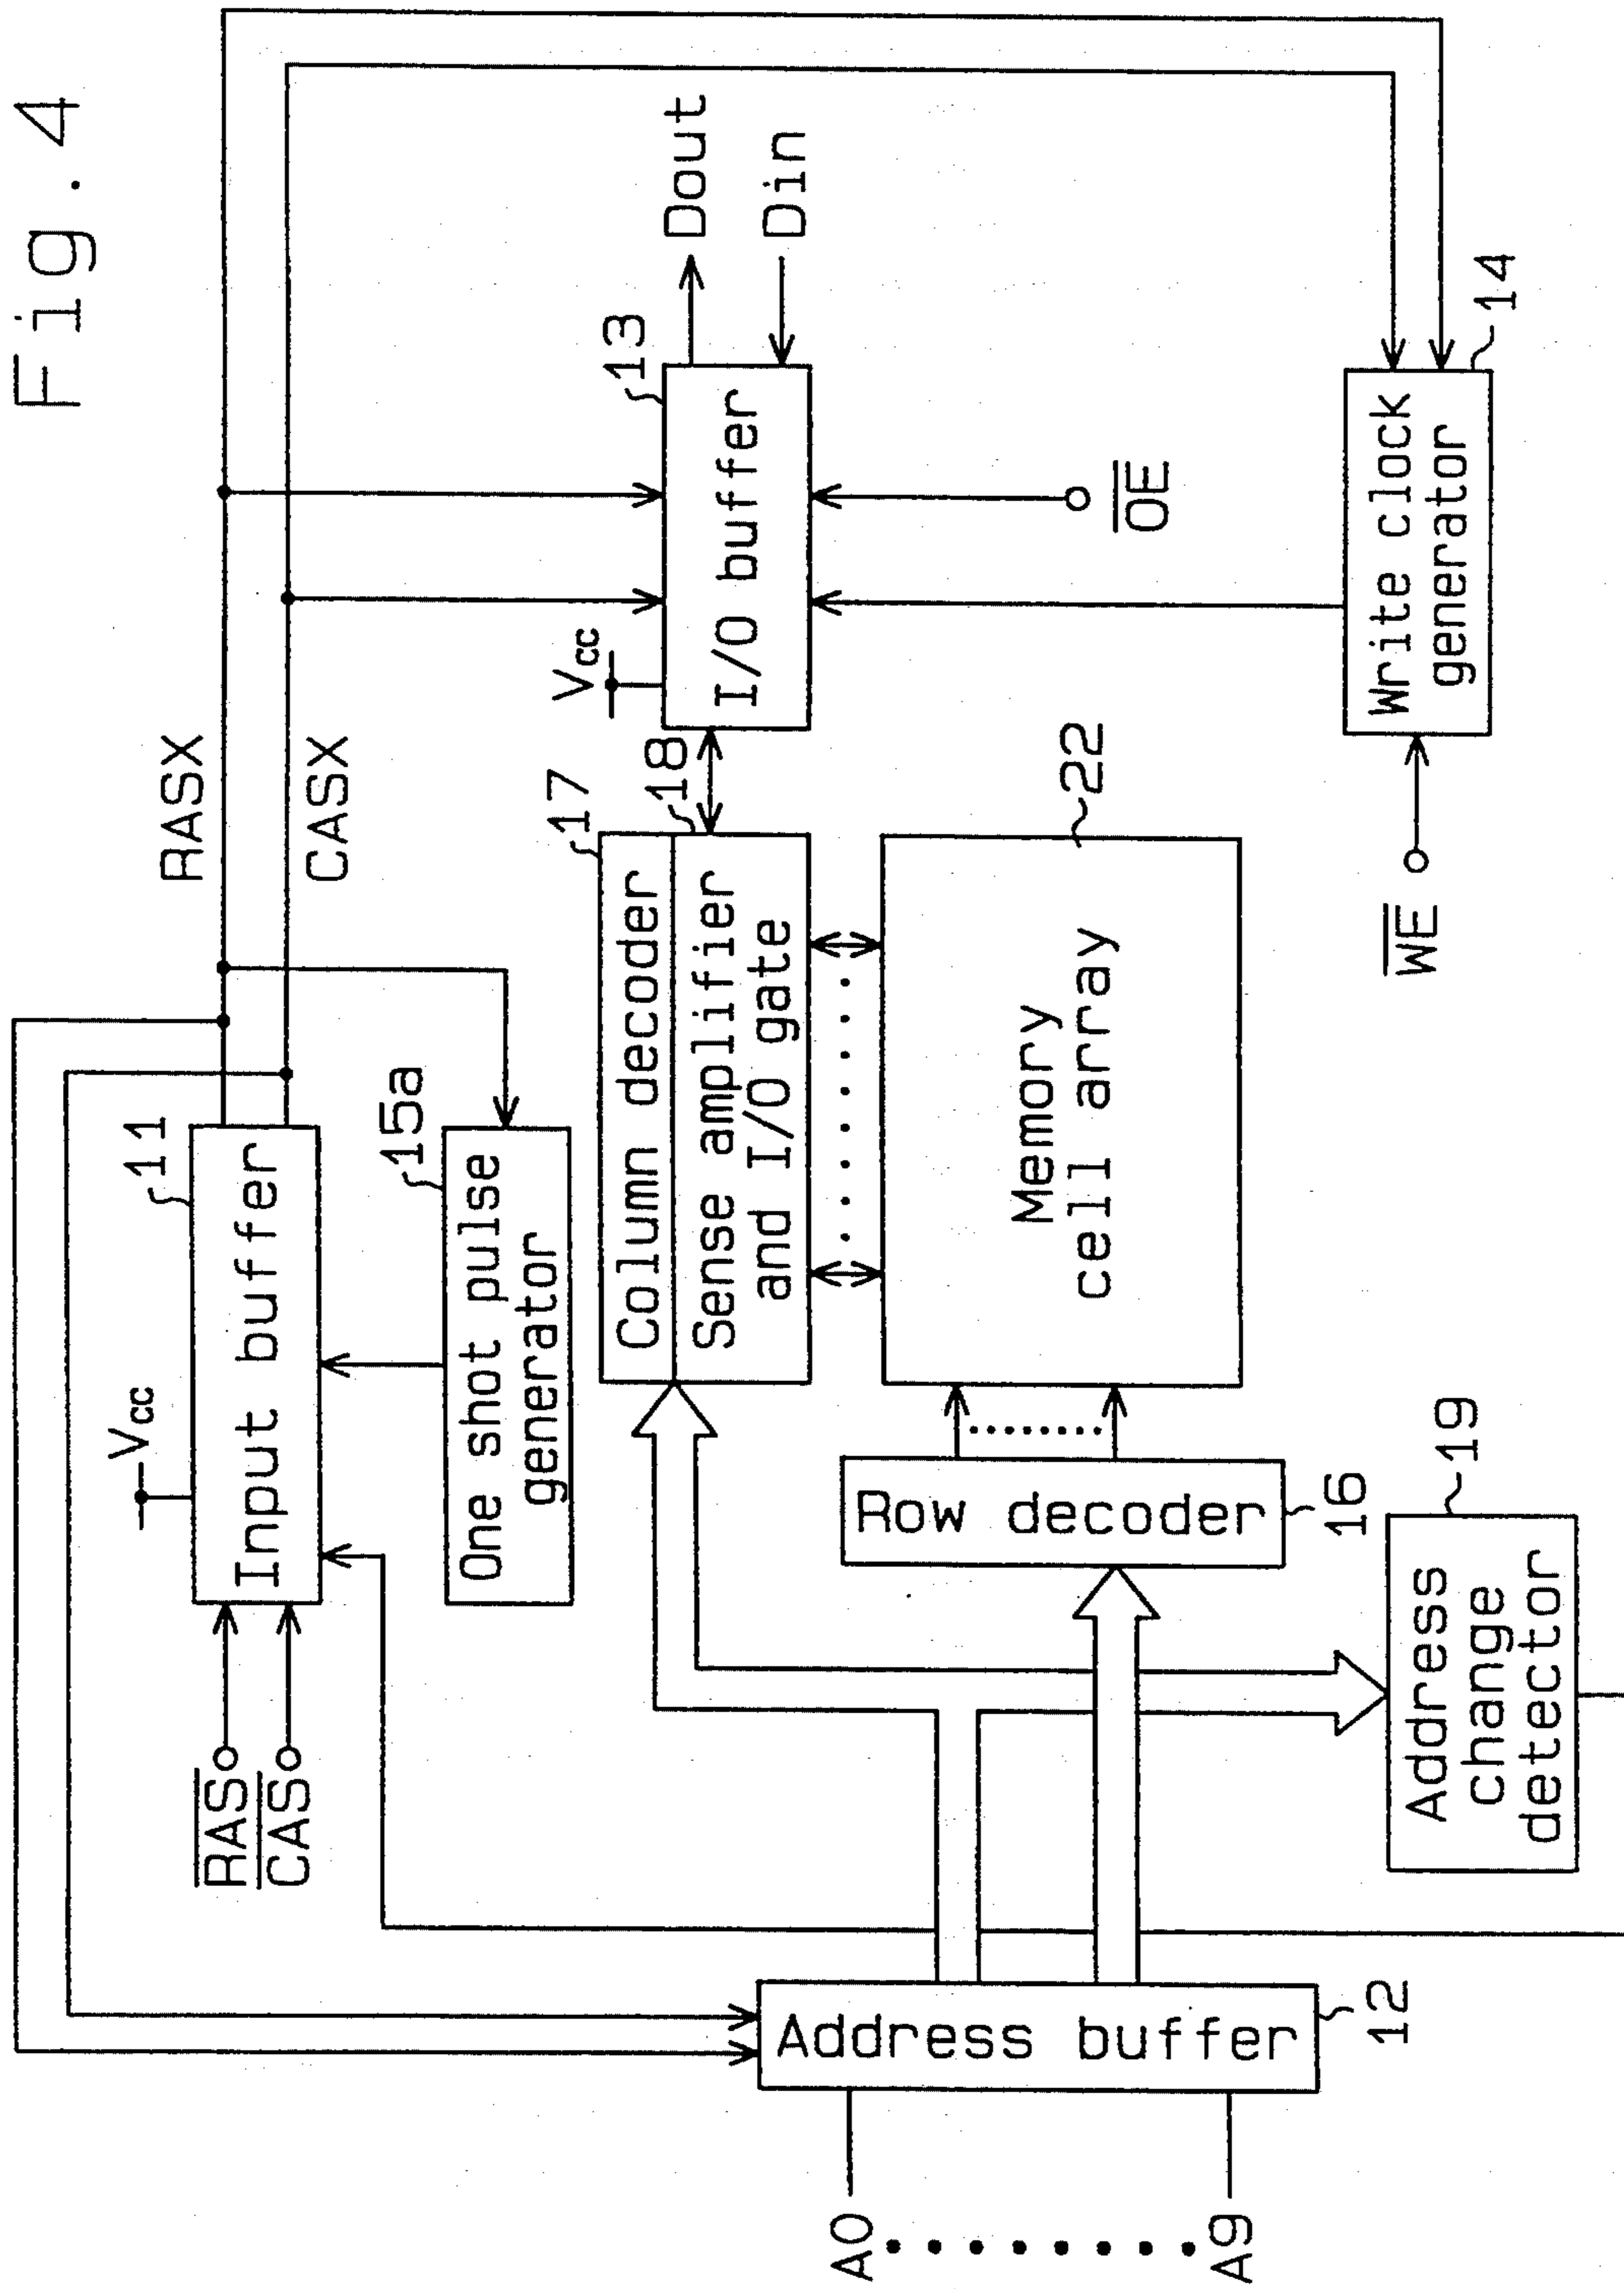 Fig.4
RASX
CASX
Vcc
11
Input buffer
RAS
CAS
15a
One shot pulse
generator
17
Column decoder
18
Sense amplifier
and I/O gate
Vcc
13
I/O buffer
Dout
Din
OE
22
Memory
cell array
Row decoder
16
Address buffer
12
A0
A9
19
Address
change
detector
WE
14
Write clock
generator